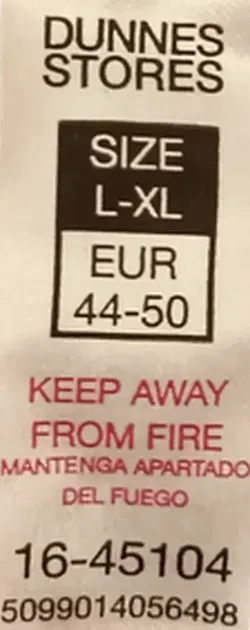 DUNNES
STORES
SIZE
L-XL
EUR
44-50
KEEP AWAY
FROM FIRE
MANTENGA APARTADO
DEL FUEGO
16-45104
5099014056498